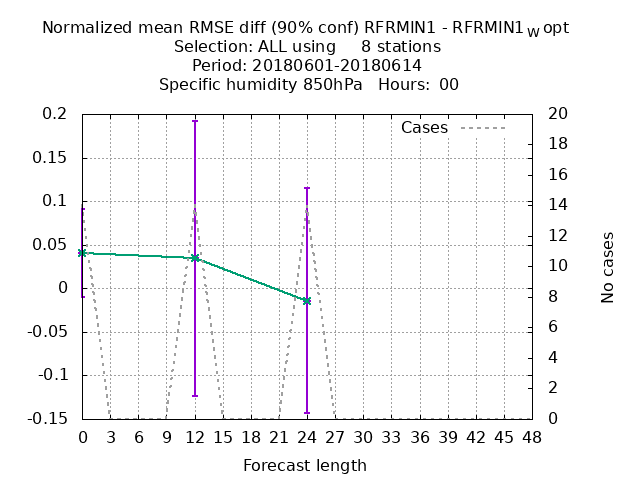 Normalized mean RMSE diff (90% conf) RFRMIN1 - RFRMIN1W opt
Selection: ALL using     8 stations
Period: 20180601-20180614
Specific humidity 850hPa   Hours:  00
Cases
0.2
0.15
0.1
0.05
0
-0.05
-0.1
-0.15
20
18
16
14
12
10
8
6
4
2
0
No cases
0 3 6 9 12 15 18 21 24 27 30 33 36 39 42 45 48
Forecast length